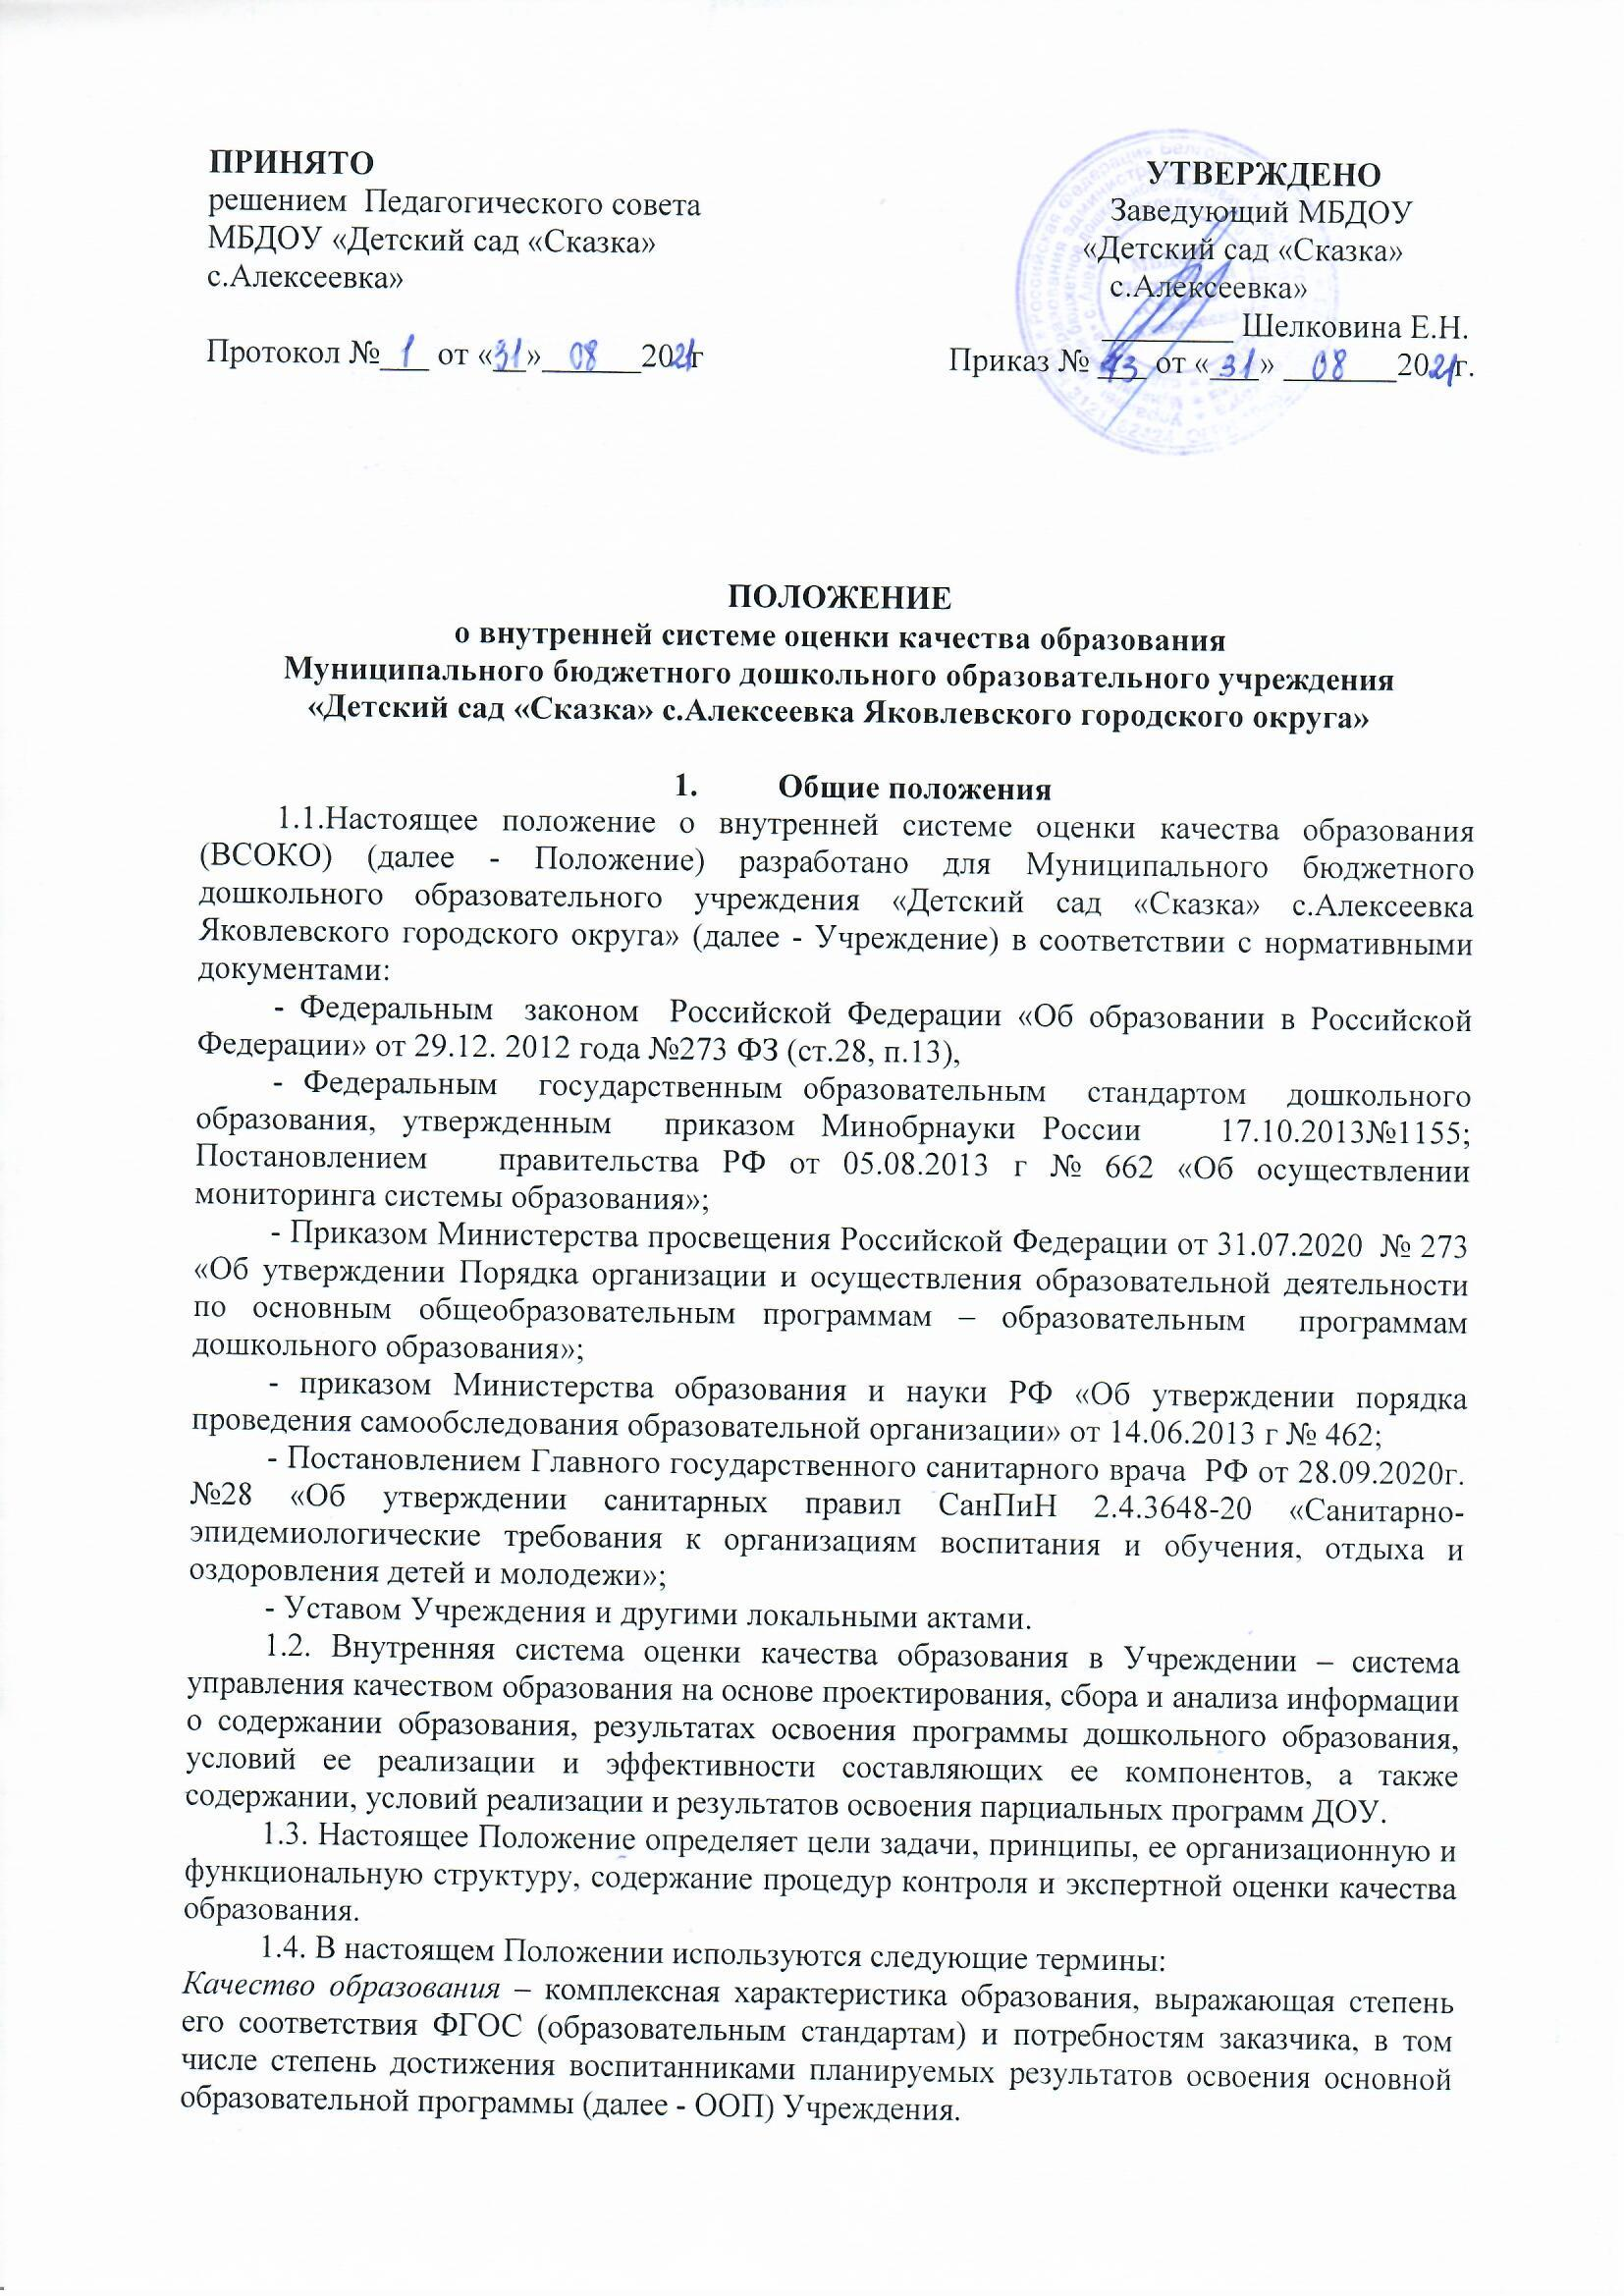 ПРИНЯТО
решением Педагогического совета
МБДОУ «Детский сад «Сказка»
с.Алексеевка»
Протокол № 1 от «31» 08 2021г
УТВЕРЖДЕНО
Заведующий МБДОУ
«Детский сад «Сказка»
с.Алексеевка»
Шелковина Е.Н.
Приказ № от «31» 08 2021г.
ПОЛОЖЕНИЕ
о внутренней системе оценки качества образования
Муниципального бюджетного дошкольного образовательного учреждения
«Детский сад «Сказка» с.Алексеевка Яковлевского городского округа»
1. Общие положения
1.1.Настоящее положение о внутренней системе оценки качества образования
(ВСОКО) (далее - Положение) разработано для Муниципального бюджетного
дошкольного образовательного учреждения «Детский сад «Сказка» с.Алексеевка
Яковлевского городского округа» (далее - Учреждение) в соответствии с нормативными
документами:
- Федеральным законом Российской Федерации «Об образовании в Российской
Федерации» от 29.12. 2012 года №273 ФЗ (ст.28, п.13),
- Федеральным государственным образовательным стандартом дошкольного
образования, утвержденным приказом Минобрнауки России 17.10.2013№1155;
Постановлением правительства РФ от 05.08.2013 г № 662 «Об осуществлении
мониторинга системы образования»;
- Приказом Министерства просвещения Российской Федерации от 31.07.2020 № 273
«Об утверждении Порядка организации и осуществления образовательной деятельности
по основным общеобразовательным программам – образовательным программам
дошкольного образования»;
- приказом Министерства образования и науки РФ «Об утверждении порядка
проведения самообследования образовательной организации» от 14.06.2013 г № 462;
- Постановлением Главного государственного санитарного врача РФ от 28.09.2020г.
№28 «Об утверждении санитарных правил СанПиН 2.4.3648-20 «Санитарно-
эпидемиологические требования к организациям воспитания и обучения, отдыха и
оздоровления детей и молодежи»;
- Уставом Учреждения и другими локальными актами.
1.2. Внутренняя система оценки качества образования в Учреждении – система
управления качеством образования на основе проектирования, сбора и анализа информации
о содержании образования, результатах освоения программы дошкольного образования,
условий ее реализации и эффективности составляющих ее компонентов, а также
содержании, условий реализации и результатов освоения парциальных программ ДОУ.
1.3. Настоящее Положение определяет цели задачи, принципы, ее организационную и
функциональную структуру, содержание процедур контроля и экспертной оценки качества
образования.
1.4. В настоящем Положении используются следующие термины:
Качество образования – комплексная характеристика образования, выражающая степень
его соответствия ФГОС (образовательным стандартам) и потребностям заказчика, в том
числе степень достижения воспитанниками планируемых результатов освоения основной
образовательной программы (далее - ООП) Учреждения.